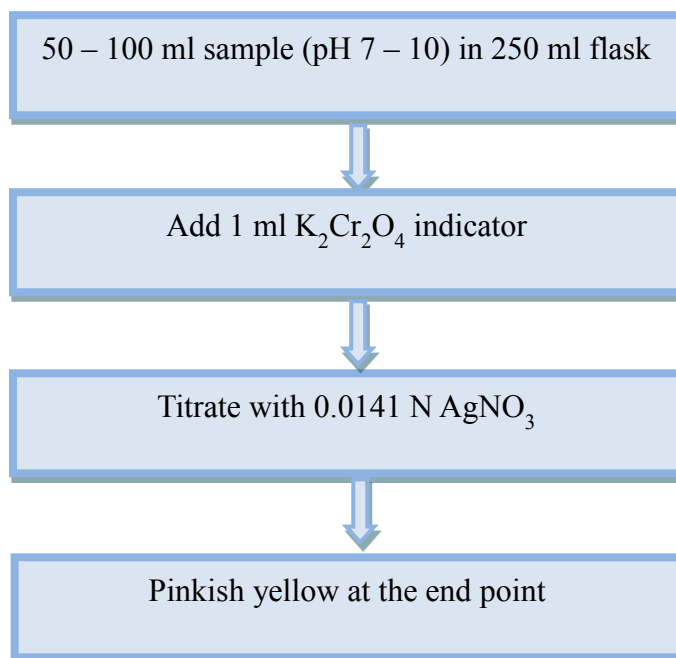 50 – 100 ml sample (pH 7 – 10) in 250 ml flask
Add 1 ml K₂Cr₂O₄ indicator
Titrate with 0.0141 N AgNO₃
Pinkish yellow at the end point